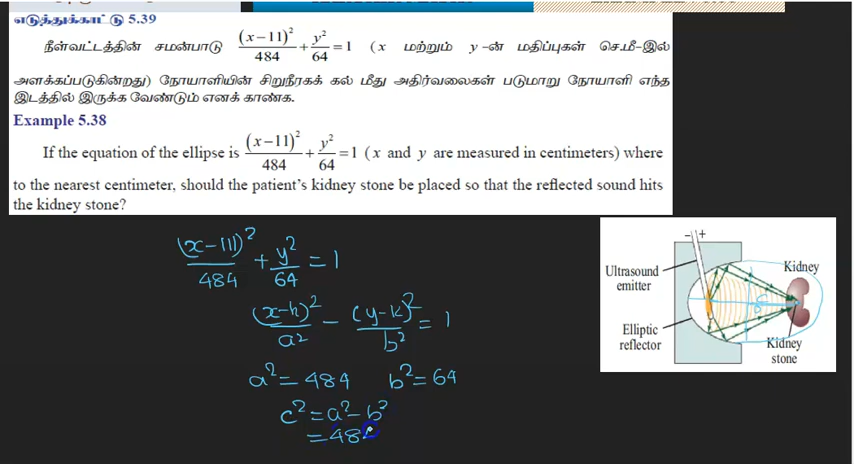 எடுத்துக்காட்டு 5.39
நீள்வட்டத்தின் சமன்பாடு (x−11)²/484 + y²/64 = 1 (x மற்றும் y -ன் மதிப்புகள் செ.மீ-இல்
அளக்கப்படுகின்றது) நோயாளியின் சிறுநீரகக் கல் மீது அதிர்வலைகள் படுமாறு நோயாளி எந்த
இடத்தில் இருக்க வேண்டும் எனக் காண்க.
Example 5.38
If the equation of the ellipse is (x−11)²/484 + y²/64 = 1 (x and y are measured in centimeters) where
to the nearest centimeter, should the patient's kidney stone be placed so that the reflected sound hits
the kidney stone?
(x−11)²/484 + y²/64 = 1
(x−h)²/a² − (y−k)²/b² = 1
a² = 484 b² = 64
c² = a² − b²
= 484
− +
Ultrasound
emitter
Kidney
Elliptic
reflector
Kidney
stone